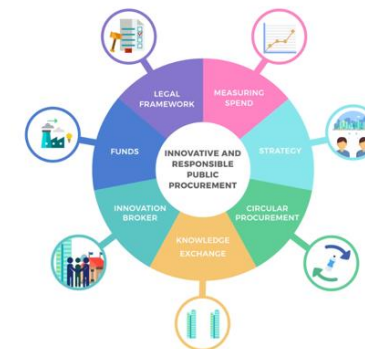 LEGAL
FRAMEWORK
MEASURING
SPEND
FUNDS
INNOVATIVE AND
RESPONSIBLE
PUBLIC
PROCUREMENT
STRATEGY
INNOVATION
BROKER
CIRCULAR
PROCUREMENT
KNOWLEDGE
EXCHANGE